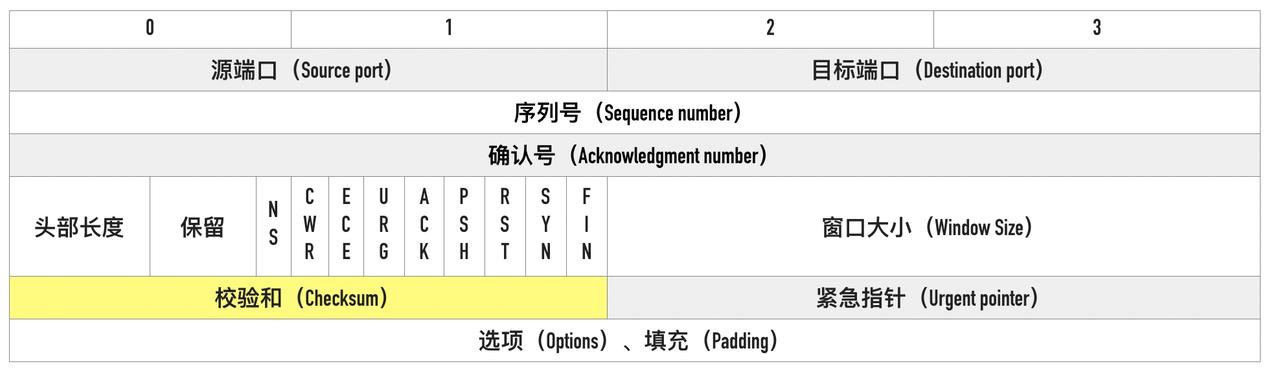 0 1 2 3
源端口（Source port） 目标端口（Destination port）
序列号（Sequence number）
确认号（Acknowledgment number）
头部长度 保留 NS CWR ECE URG ACK PSH RST SYN FIN 窗口大小（Window Size）
校验和（Checksum） 紧急指针（Urgent pointer）
选项（Options）、填充（Padding）